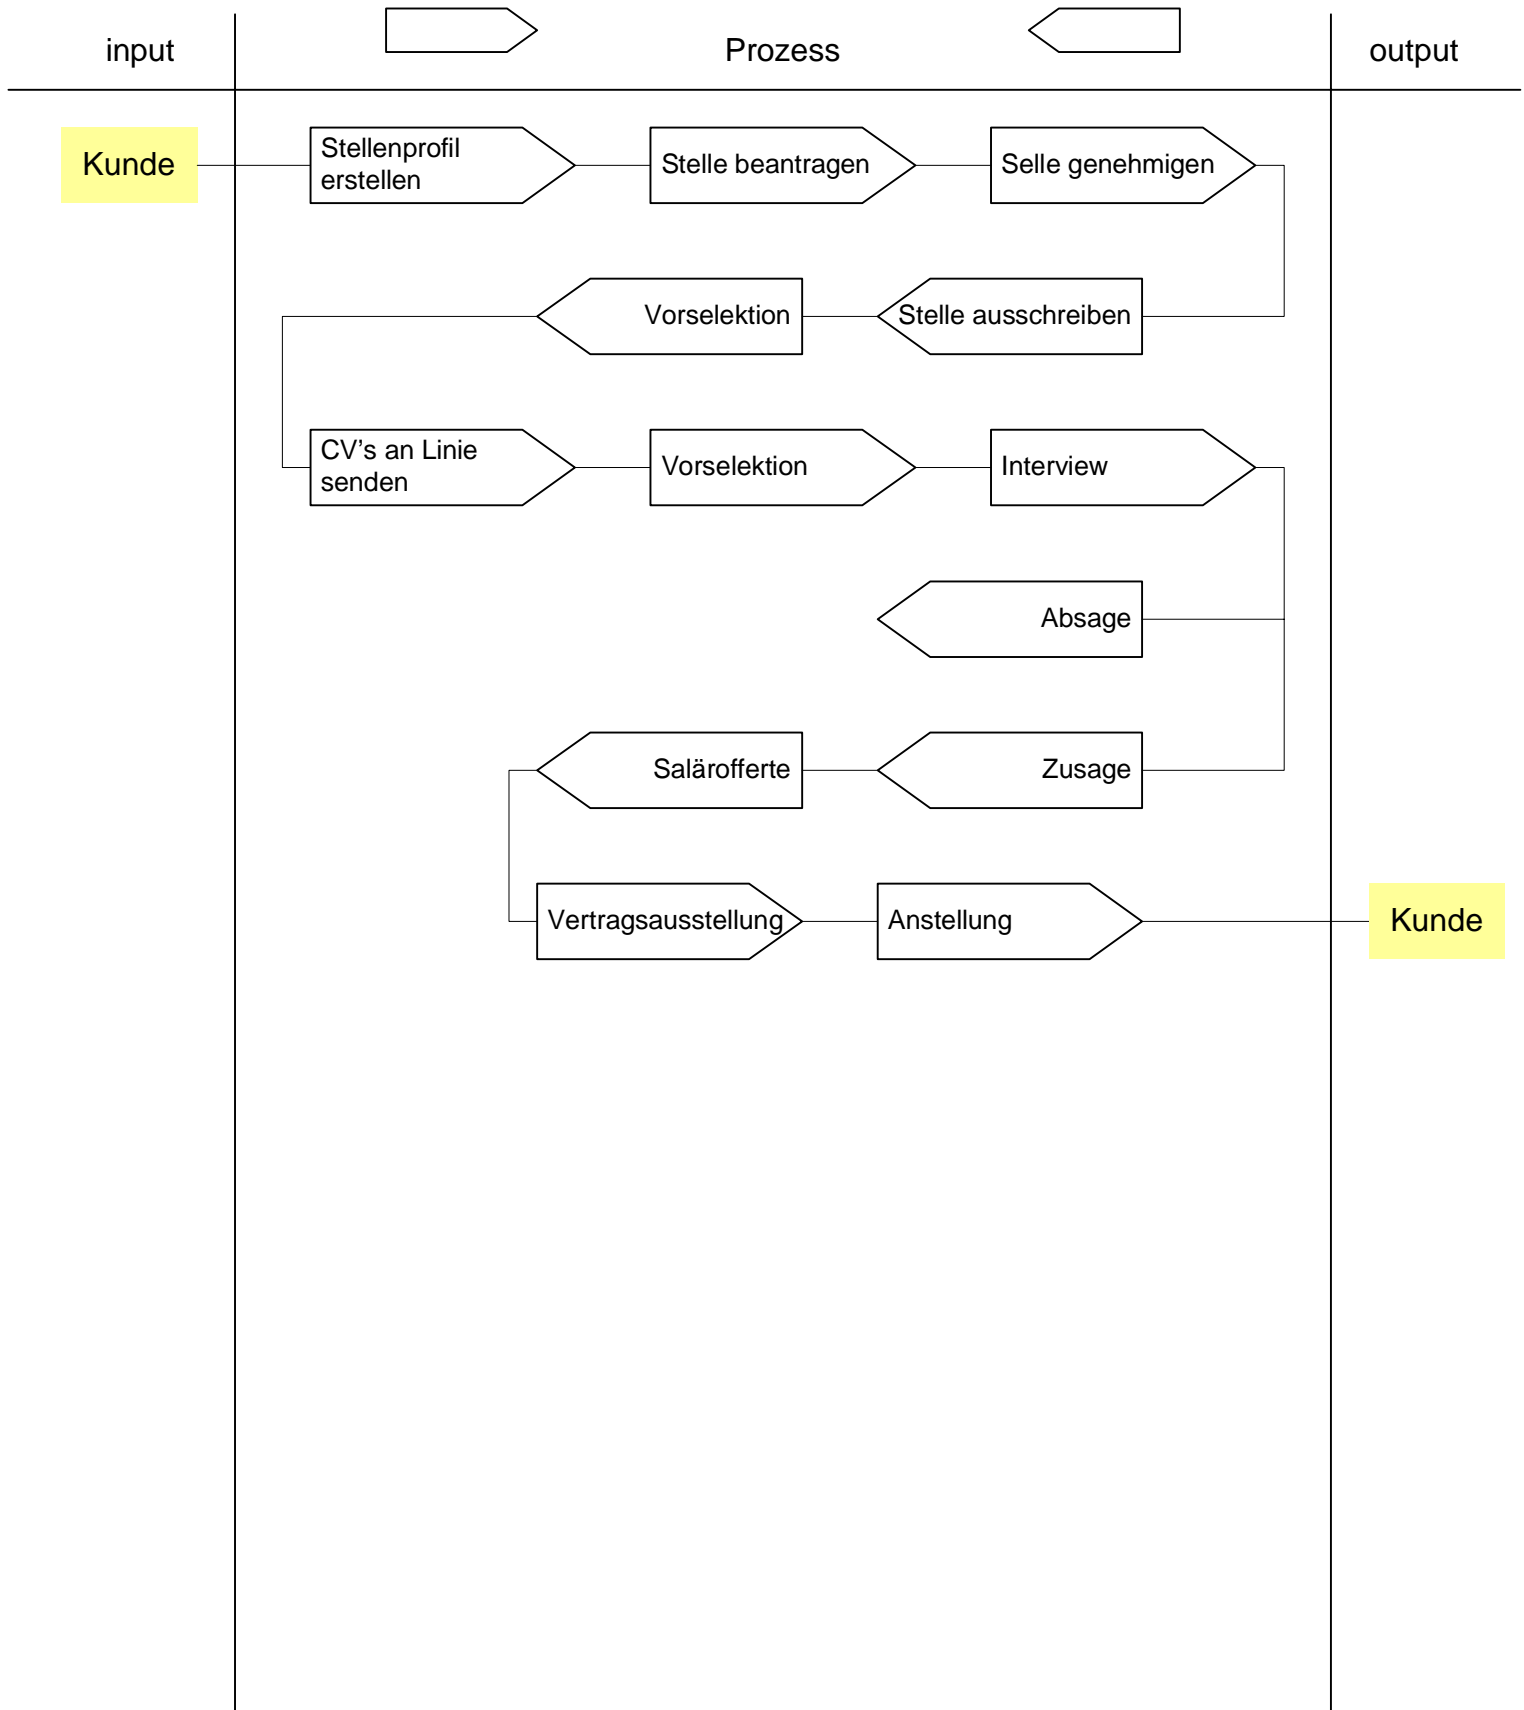 input
Prozess
output
Kunde
Stellenprofil
erstellen
Stelle beantragen
Selle genehmigen
Vorselektion
Stelle ausschreiben
CV's an Linie
senden
Vorselektion
Interview
Absage
Salärofferte
Zusage
Vertragsausstellung
Anstellung
Kunde